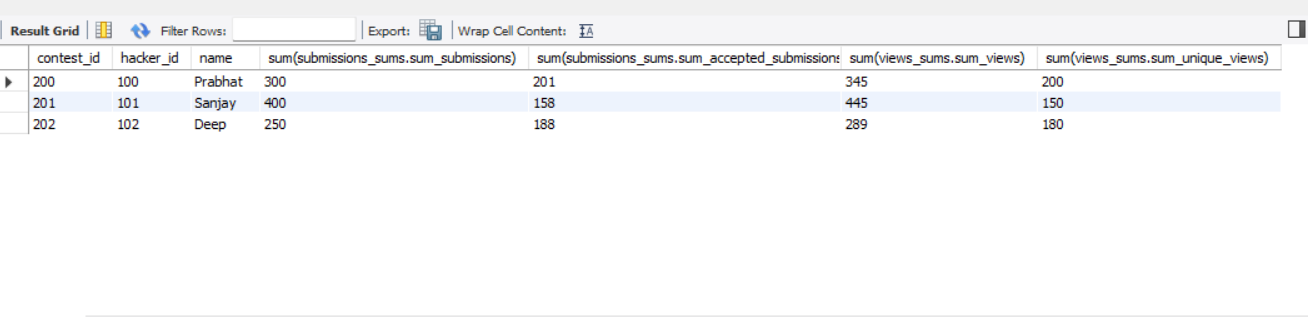 Result Grid Filter Rows: Export: Wrap Cell Content: IA
contest_id hacker_id name sum(submissions_sums.sum_submissions) sum(submissions_sums.sum_accepted_submissions sum(views_sums.sum_views) sum(views_sums.sum_unique_views)
200 100 Prabhat 300 201 345 200
201 101 Sanjay 400 158 445 150
202 102 Deep 250 188 289 180